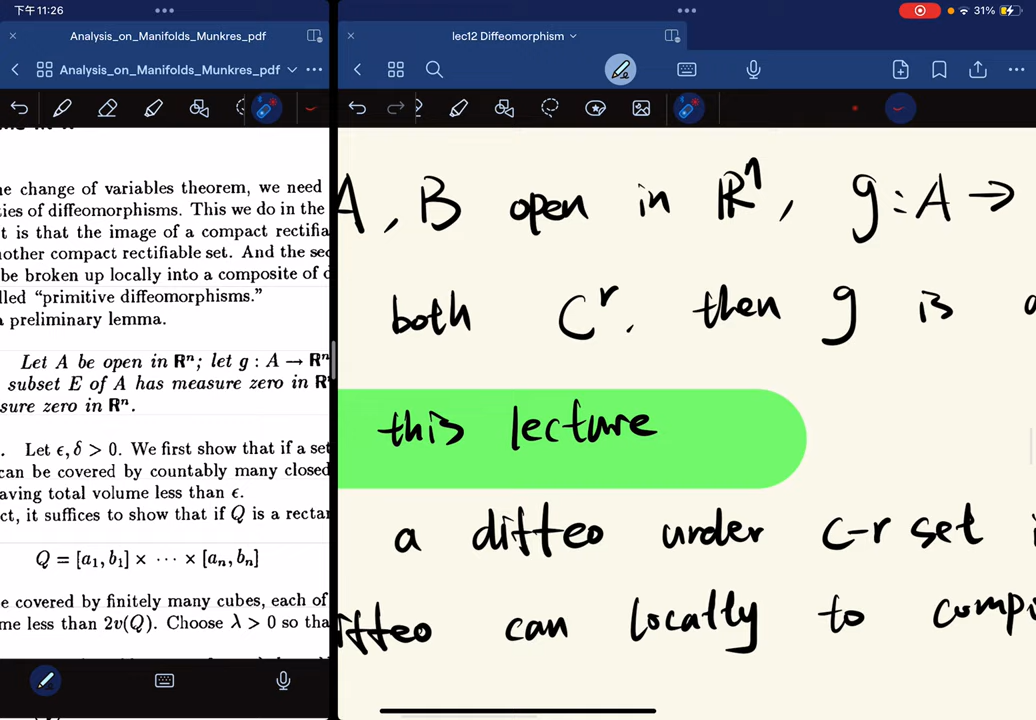 下午11:26
31%
Analysis_on_Manifolds_Munkres_pdf
Analysis_on_Manifolds_Munkres_pdf
ne change of variables theorem, we need
ties of diffeomorphisms. This we do in the
t is that the image of a compact rectifia
nother compact rectifiable set. And the sec
be broken up locally into a composite of d
lled “primitive diffeomorphisms.”
a preliminary lemma.
Let A be open in Rⁿ; let g : A → Rⁿ
subset E of A has measure zero in R
sure zero in Rⁿ.
. Let ϵ, δ > 0. We first show that if a set
can be covered by countably many closed
aving total volume less than ϵ.
ct, it suffices to show that if Q is a rectan
Q = [a₁, b₁] × ··· × [aₙ, bₙ]
e covered by finitely many cubes, each of
me less than 2v(Q). Choose λ > 0 so tha
lec12 Diffeomorphism
A, B open in Rⁿ, g : A →
both Cʳ. then g is a
this lecture
a diffeo under c-r set i
iffeo can locally to comp